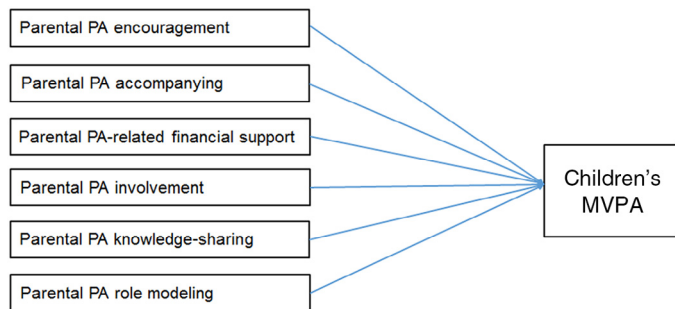 Parental PA encouragement
Parental PA accompanying
Parental PA-related financial support
Parental PA involvement
Parental PA knowledge-sharing
Parental PA role modeling
Children's
MVPA